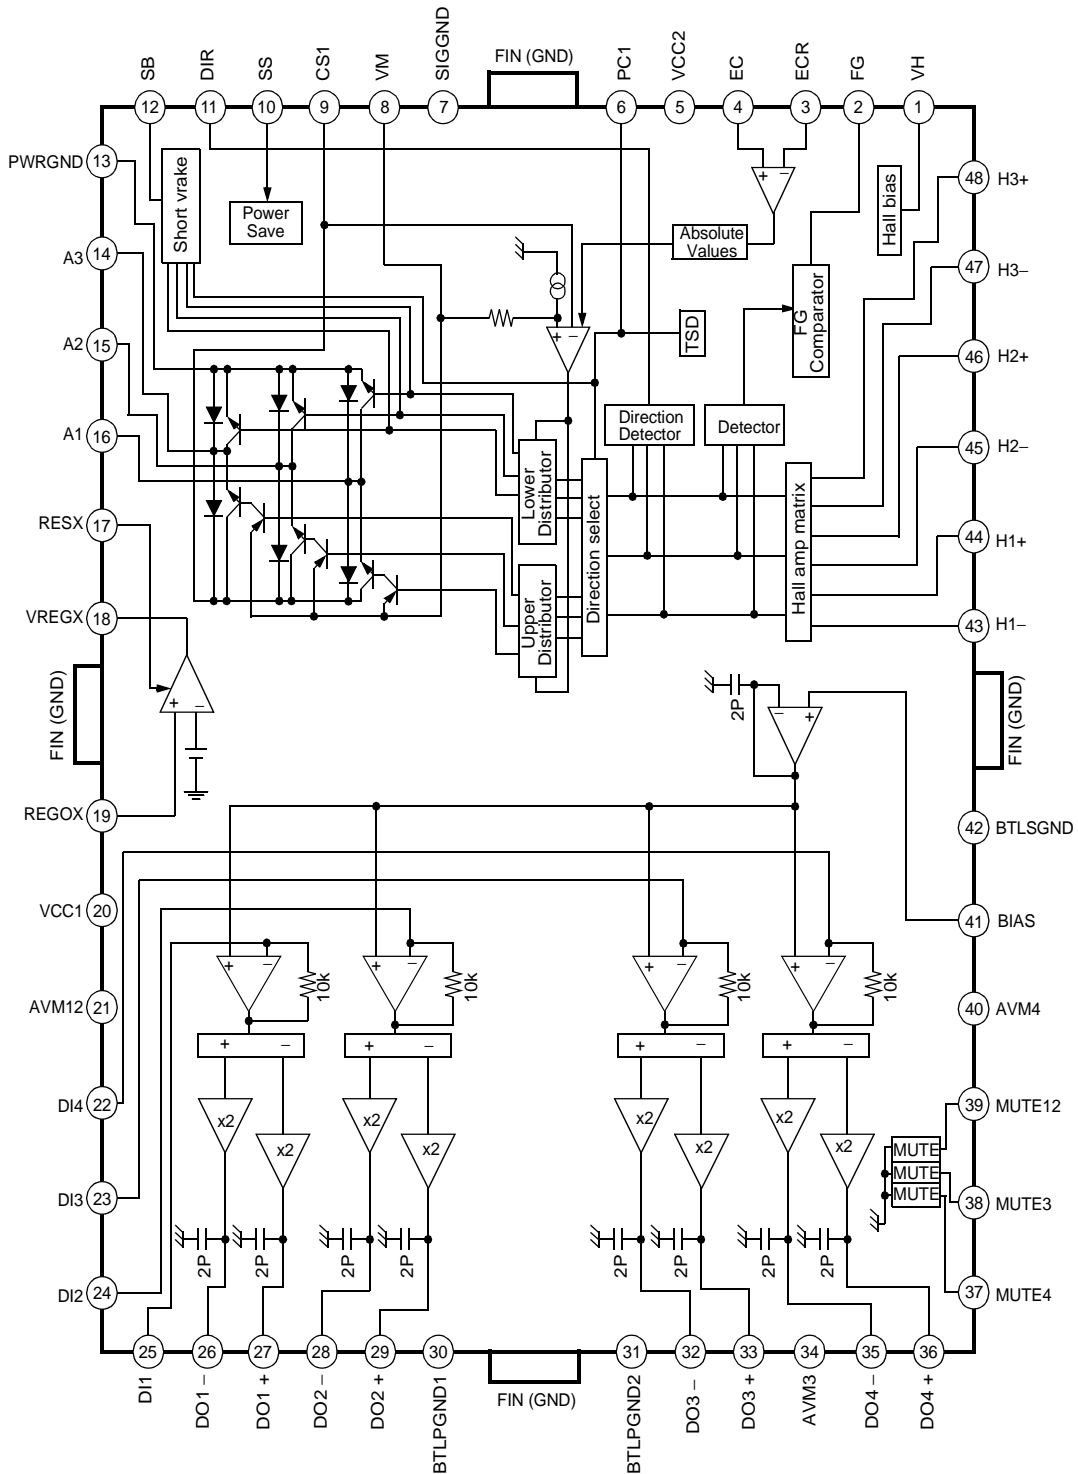 SB
DIR
SS
CS1
VM
SIGGND
FIN (GND)
PC1
VCC2
EC
ECR
FG
VH
12
11
10
9
8
7
6
5
4
3
2
1
PWRGND
13
A3
14
A2
15
A1
16
RESX
17
VREGX
18
FIN (GND)
REGOX
19
VCC1
20
AVM12
21
DI4
22
DI3
23
DI2
24
Short vrake
Power
Save
+
−
Absolute
Values
Hall bias
FG
Comparator
TSD
+
−
Direction
Detector
Detector
Lower
Distributor
Upper
Distributor
Direction select
Hall amp matrix
48
H3+
47
H3−
46
H2+
45
H2−
44
H1+
43
H1−
FIN (GND)
42
BTLSGND
41
BIAS
40
AVM4
39
MUTE12
38
MUTE3
37
MUTE4
+
−
2P
−
+
+
−
10k
+
−
10k
+
−
10k
+
−
10k
+
−
+
−
+
−
+
−
x2
x2
x2
x2
x2
x2
x2
x2
MUTE
MUTE
MUTE
2P
2P
2P
2P
2P
2P
2P
2P
25
26
27
28
29
30
31
32
33
34
35
36
DI1
DO1 −
DO1 +
DO2 −
DO2 +
BTLPGND1
FIN (GND)
BTLPGND2
DO3 −
DO3 +
AVM3
DO4 −
DO4 +